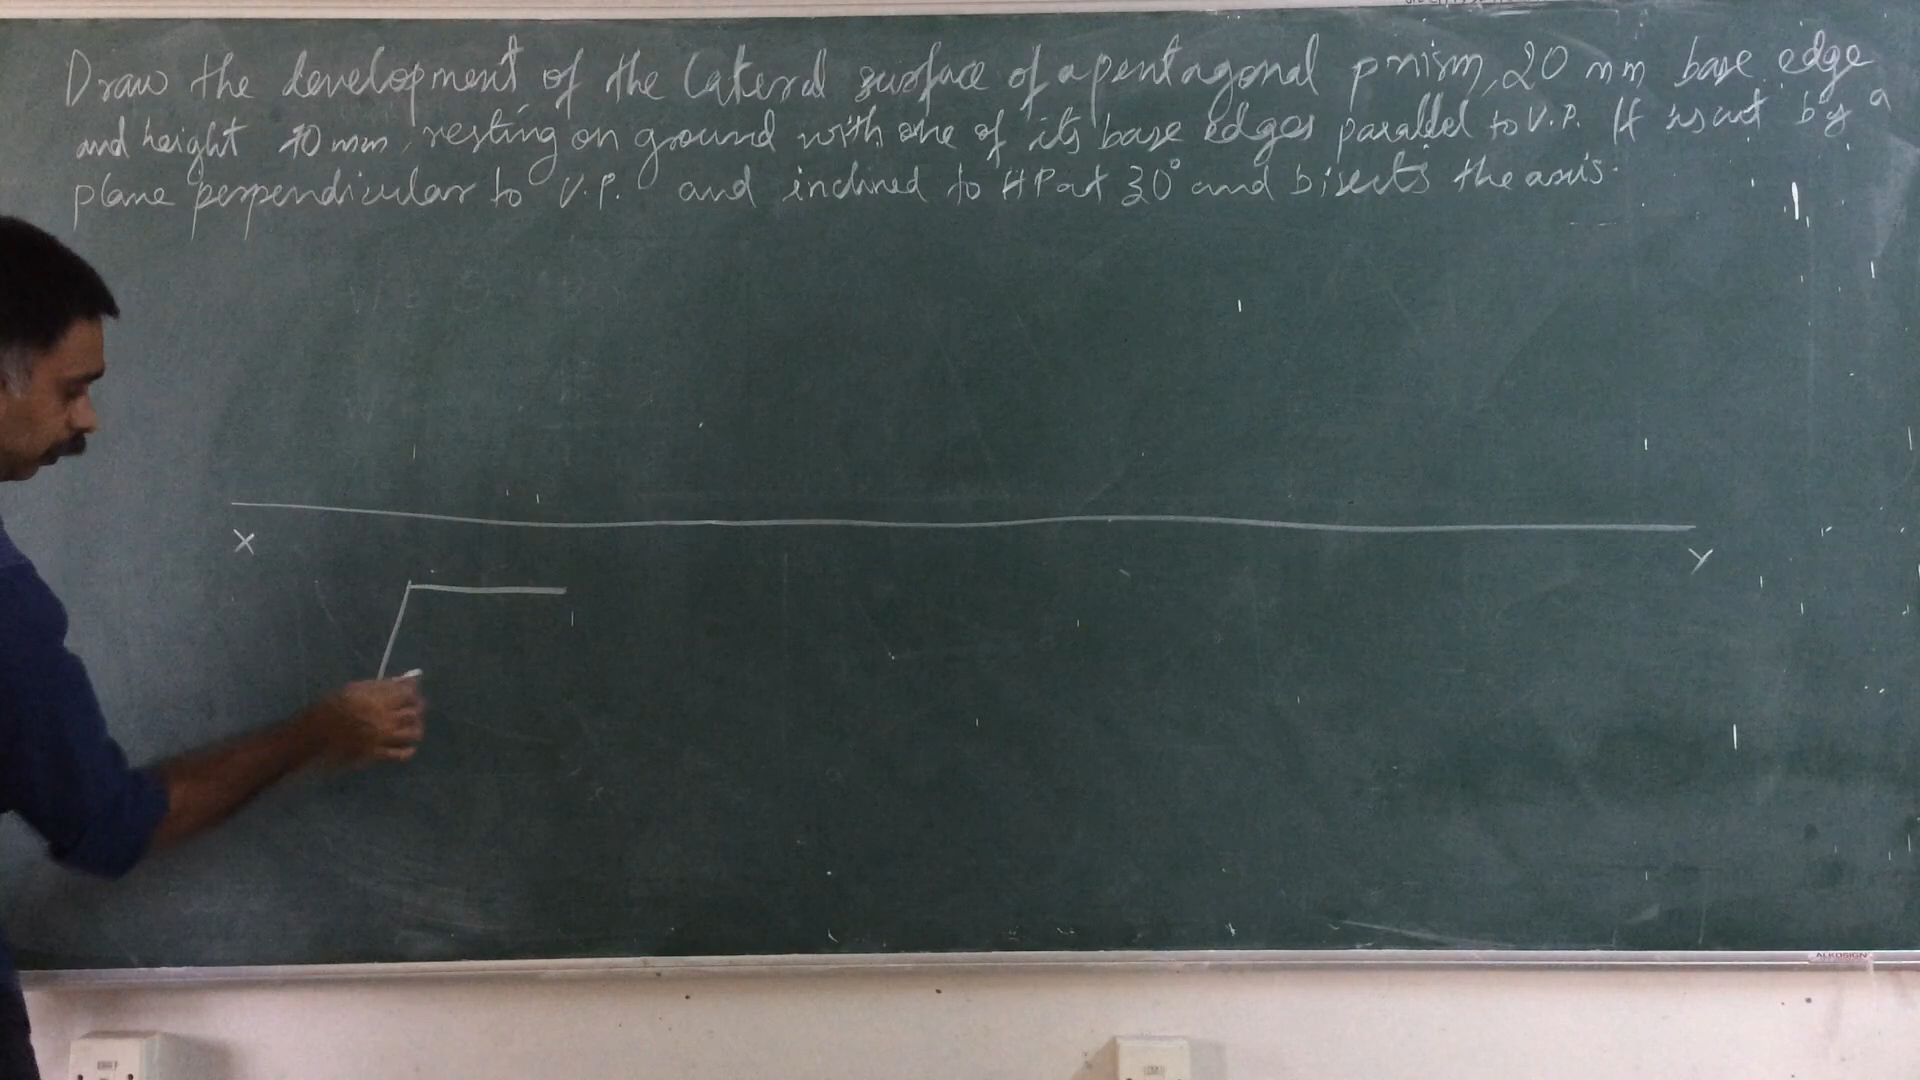 Draw the development of the lateral surface of a pentagonal prism, 20 mm base edge
and height 70 mm, resting on ground with one of its base edges parallel to V.P. It is cut by a
plane perpendicular to V.P. and inclined to HP at 30° and bisects the axis.
X
Y
ALKOSIGN